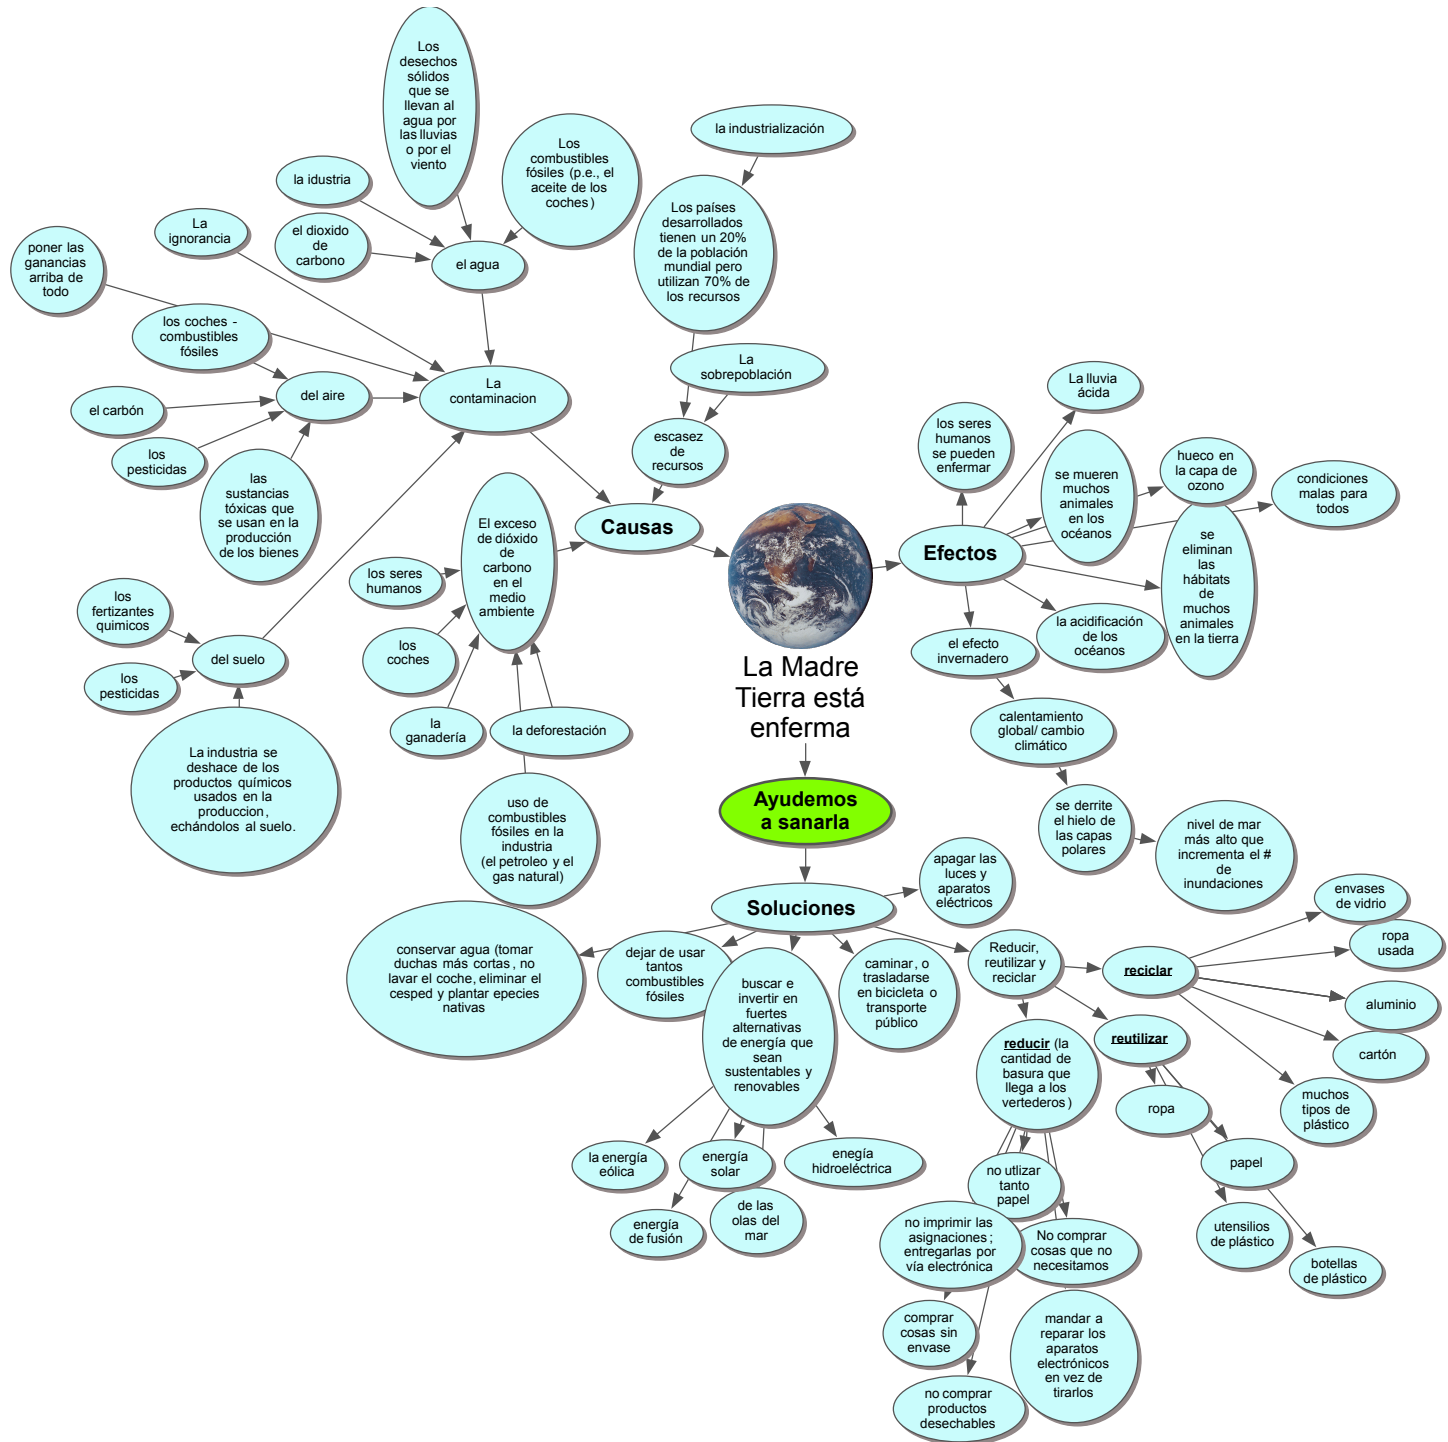 Los
desechos
sólidos
que se
llevan al
agua por
las lluvias
o por el
viento
Los
combustibles
fósiles (p.e., el
aceite de los
coches)
la idustria
el dioxido
de
carbono
el agua
La
ignorancia
poner las
ganancias
arriba de
todo
los coches -
combustibles
fósiles
el carbón
los
pesticidas
las
sustancias
tóxicas que
se usan en la
producción
de los bienes
del aire
La
contaminacion
los
fertizantes
quimicos
los
pesticidas
del suelo
La industria se
deshace de los
productos químicos
usados en la
produccion,
echándolos al suelo.
la industrialización
Los países
desarrollados
tienen un 20%
de la población
mundial pero
utilizan 70% de
los recursos
La
sobrepoblación
escasez
de
recursos
Causas
El exceso
de dióxido
de
carbono
en el
medio
ambiente
los seres
humanos
los
coches
la
ganadería
la deforestación
uso de
combustibles
fósiles en la
industria
(el petroleo y el
gas natural)
La Madre
Tierra está
enferma
Efectos
los seres
humanos
se pueden
enfermar
La lluvia
ácida
se mueren
muchos
animales
en los
océanos
hueco en
la capa de
ozono
condiciones
malas para
todos
se
eliminan
las
hábitats
de
muchos
animales
en la tierra
la acidificación
de los
océanos
el efecto
invernadero
calentamiento
global/ cambio
climático
se derrite
el hielo de
las capas
polares
nivel de mar
más alto que
incrementa el #
de
inundaciones
Ayudemos
a sanarla
Soluciones
apagar las
luces y
aparatos
eléctricos
conservar agua (tomar
duchas más cortas, no
lavar el coche, eliminar el
cesped y plantar epecies
nativas
dejar de usar
tantos
combustibles
fósiles
buscar e
invertir en
fuertes
alternativas
de energía que
sean
sustentables y
renovables
la energía
eólica
energía
de fusión
energía
solar
de las
olas del
mar
enegía
hidroeléctrica
caminar, o
trasladarse
en bicicleta o
transporte
público
Reducir,
reutilizar y
reciclar
reciclar
envases
de vidrio
ropa
usada
aluminio
cartón
muchos
tipos de
plástico
reutilizar
ropa
papel
utensilios
de plástico
botellas
de plástico
reducir (la
cantidad de
basura que
llega a los
vertederos)
no utlizar
tanto
papel
no imprimir las
asignaciones;
entregarlas por
vía electrónica
No comprar
cosas que no
necesitamos
comprar
cosas sin
envase
mandar a
reparar los
aparatos
electrónicos
en vez de
tirarlos
no comprar
productos
desechables